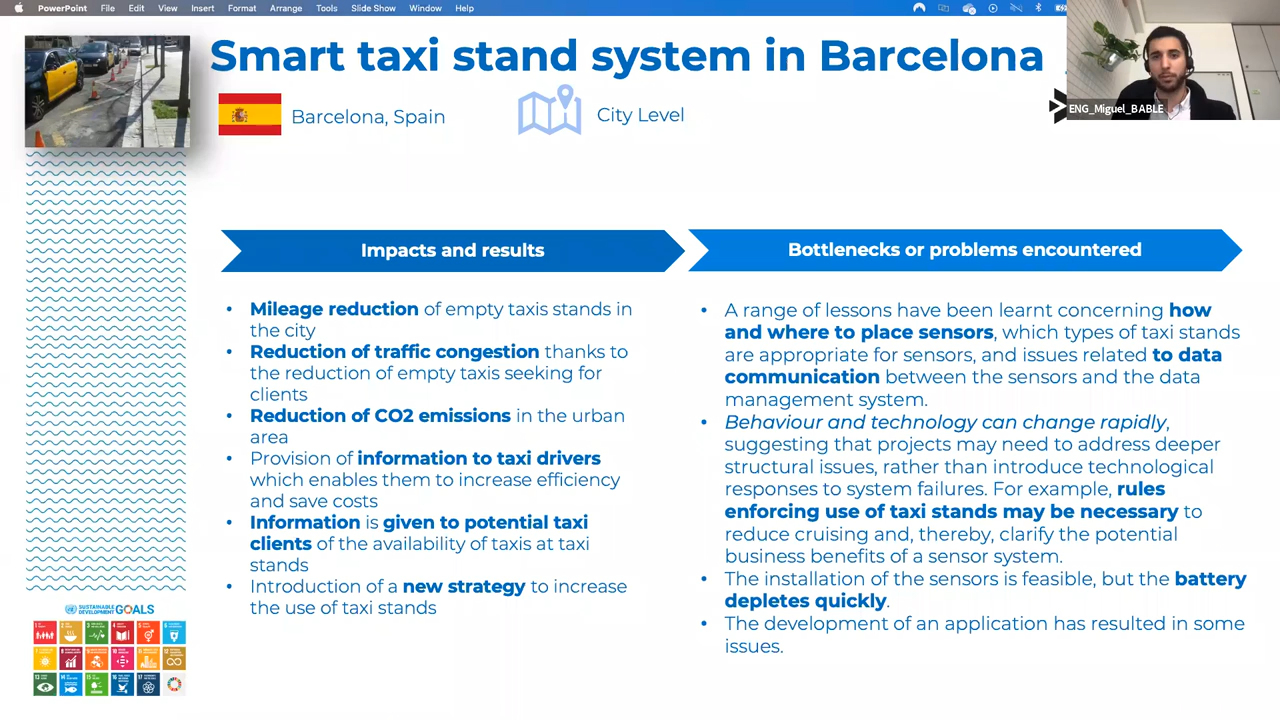 PowerPoint File Edit View Insert Format Arrange Tools Slide Show Window Help
Smart taxi stand system in Barcelona
Barcelona, Spain
City Level
ENG_Miguel_BABLE
Impacts and results
• Mileage reduction of empty taxis stands in
the city
• Reduction of traffic congestion thanks to
the reduction of empty taxis seeking for
clients
• Reduction of CO2 emissions in the urban
area
• Provision of information to taxi drivers
which enables them to increase efficiency
and save costs
• Information is given to potential taxi
clients of the availability of taxis at taxi
stands
• Introduction of a new strategy to increase
the use of taxi stands
Bottlenecks or problems encountered
• A range of lessons have been learnt concerning how
and where to place sensors, which types of taxi stands
are appropriate for sensors, and issues related to data
communication between the sensors and the data
management system.
• Behaviour and technology can change rapidly,
suggesting that projects may need to address deeper
structural issues, rather than introduce technological
responses to system failures. For example, rules
enforcing use of taxi stands may be necessary to
reduce cruising and, thereby, clarify the potential
business benefits of a sensor system.
• The installation of the sensors is feasible, but the battery
depletes quickly.
• The development of an application has resulted in some
issues.
SUSTAINABLE
DEVELOPMENT GOALS